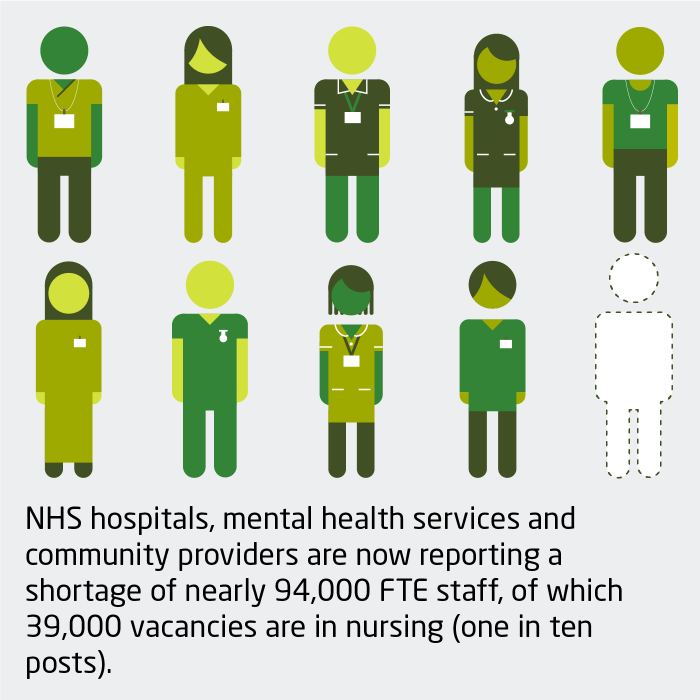 NHS hospitals, mental health services and
community providers are now reporting a
shortage of nearly 94,000 FTE staff, of which
39,000 vacancies are in nursing (one in ten
posts).